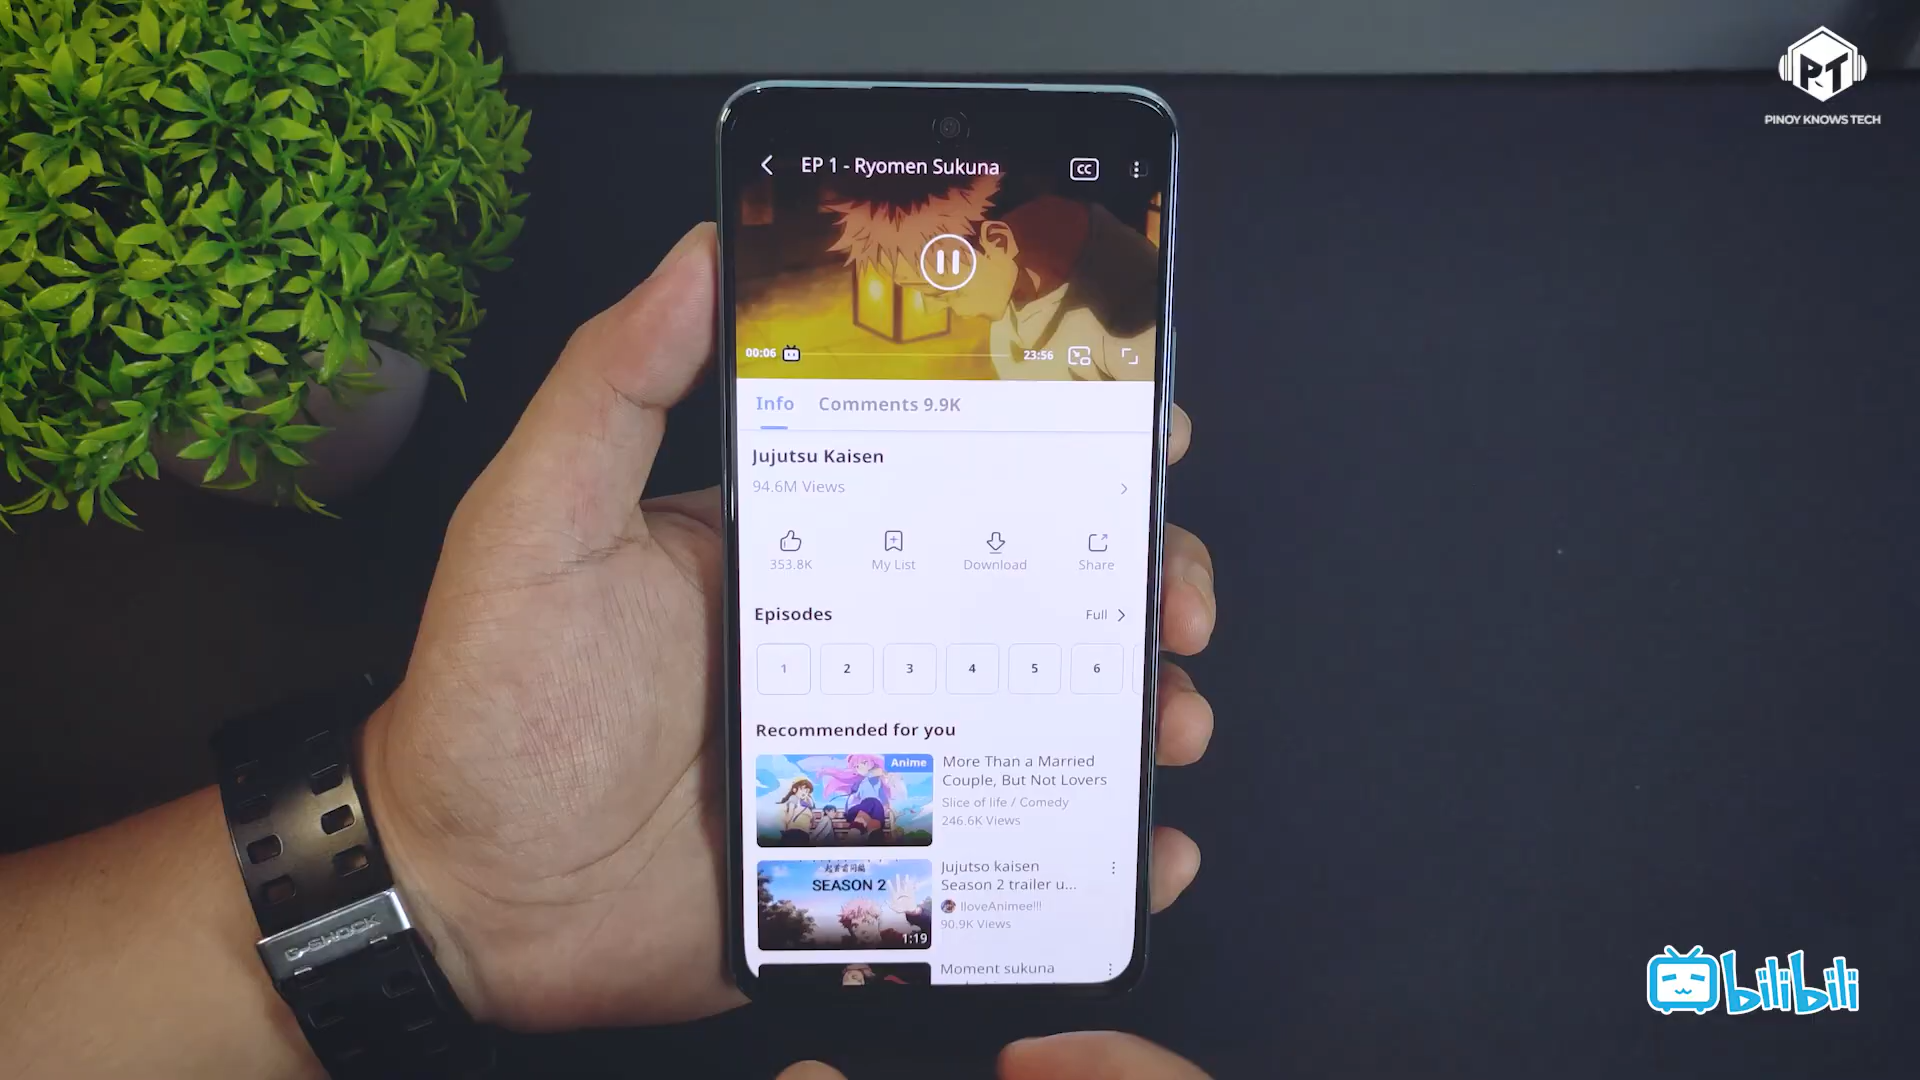 PT
PINOY KNOWS TECH
EP 1 - Ryomen Sukuna
CC
00:06
23:56
Info
Comments 9.9K
Jujutsu Kaisen
94.6M Views
353.8K
My List
Download
Share
Episodes
Full
1
2
3
4
5
6
Recommended for you
Anime
More Than a Married
Couple, But Not Lovers
Slice of life / Comedy
246.6K Views
SEASON 2
1:19
Jujutso kaisen
Season 2 trailer u...
IloveAnimee!!!
90.9K Views
Moment sukuna
G-SHOCK
bilibili